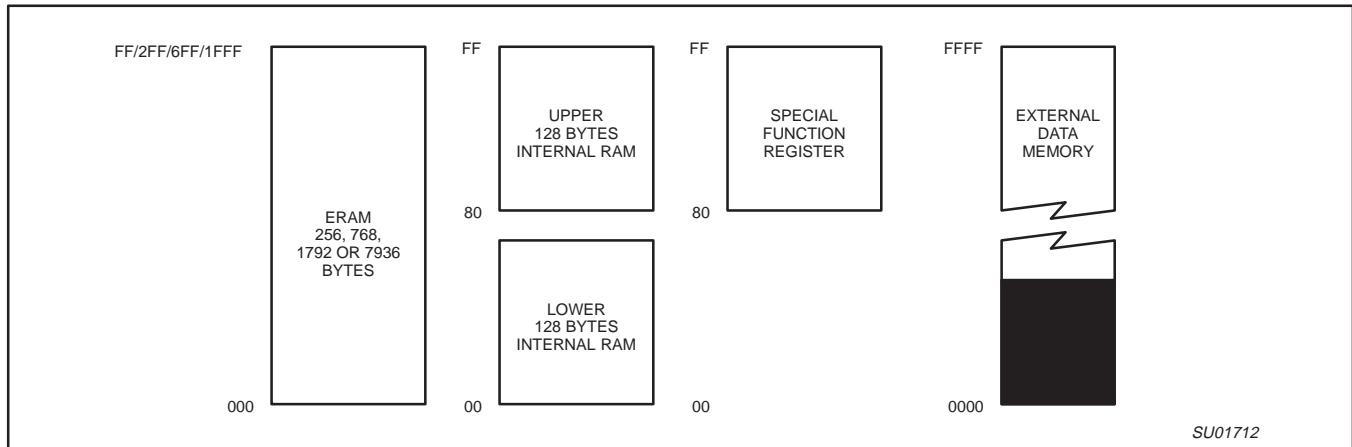 FF/2FF/6FF/1FFF
FF
FF
FFFF
UPPER
128 BYTES
INTERNAL RAM
SPECIAL
FUNCTION
REGISTER
EXTERNAL
DATA
MEMORY
80
80
ERAM
256, 768,
1792 OR 7936
BYTES
LOWER
128 BYTES
INTERNAL RAM
000
00
00
0000
SU01712